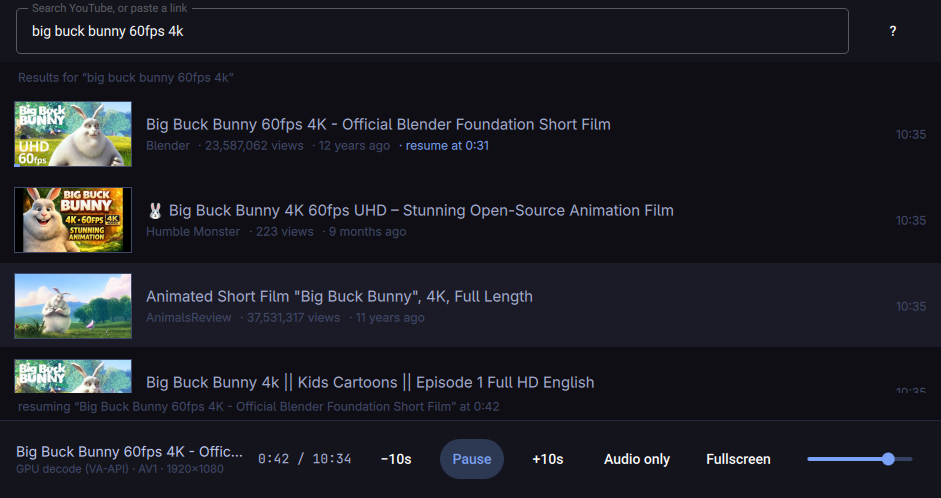 Search YouTube, or paste a link
big buck bunny 60fps 4k
?
Results for “big buck bunny 60fps 4k”
Big Buck BUNNY
UHD
60fps
Big Buck Bunny 60fps 4K - Official Blender Foundation Short Film
Blender · 23,587,062 views · 12 years ago · resume at 0:31
10:35
BIG BUCK
BUNNY
4K·60FPS
4K
STUNNING
ANIMATION
🐰 Big Buck Bunny 4K 60fps UHD – Stunning Open-Source Animation Film
Humble Monster · 223 views · 9 months ago
10:35
Animated Short Film "Big Buck Bunny", 4K, Full Length
AnimalsReview · 37,531,317 views · 11 years ago
10:35
Big Buck
BUNNY
Big Buck Bunny 4k || Kids Cartoons || Episode 1 Full HD English
10:35
resuming “Big Buck Bunny 60fps 4K - Official Blender Foundation Short Film” at 0:42
Big Buck Bunny 60fps 4K - Offic...
GPU decode (VA-API) · AV1 · 1920×1080
0:42 / 10:34
−10s
Pause
+10s
Audio only
Fullscreen